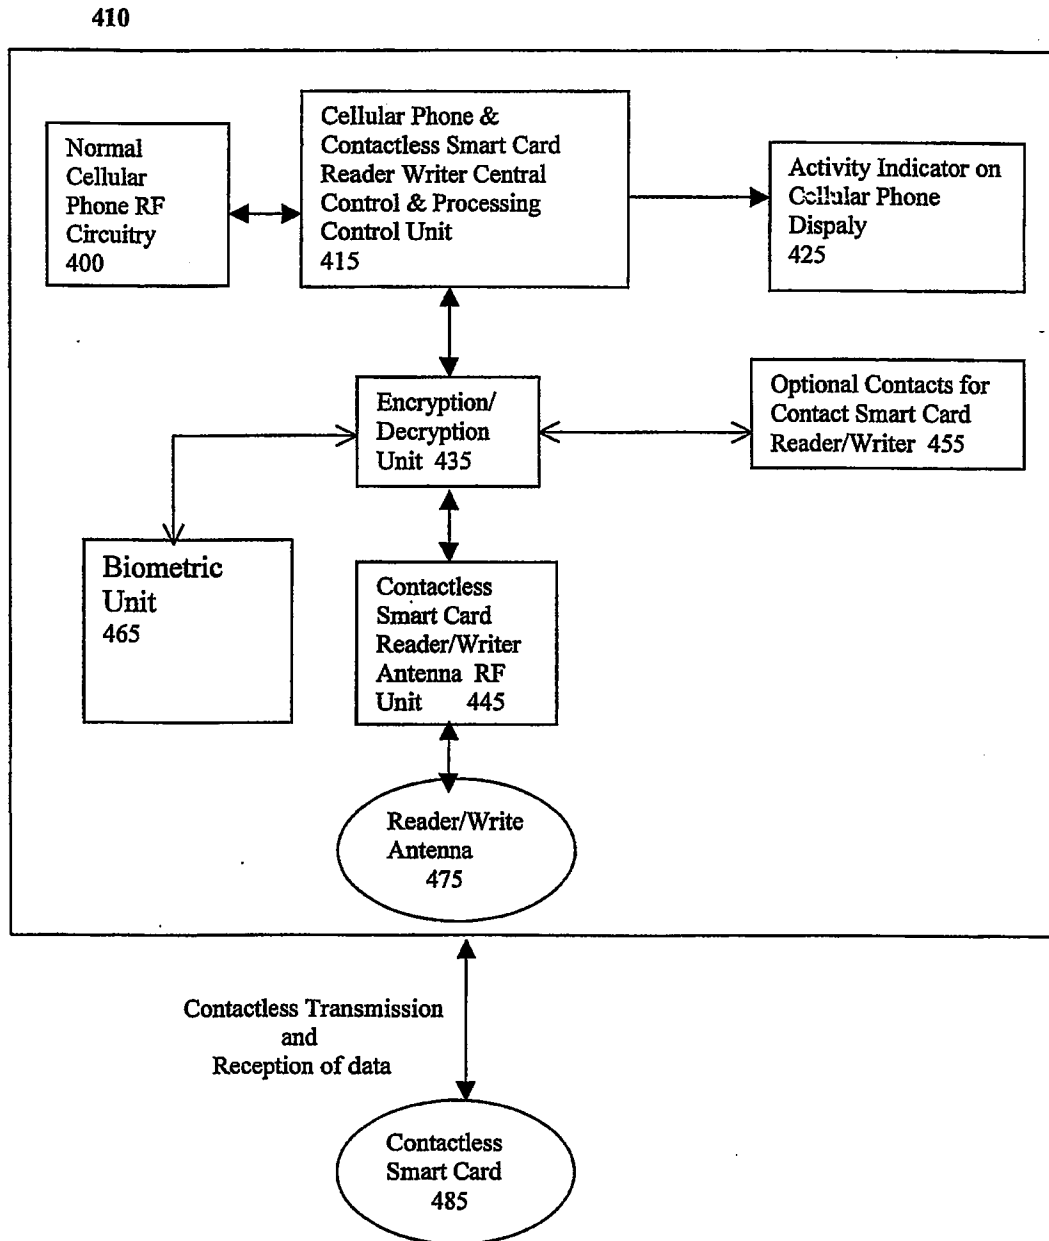 410
Normal
Cellular
Phone RF
Circuitry
400
Cellular Phone &
Contactless Smart Card
Reader Writer Central
Control & Processing
Control Unit
415
Activity Indicator on
Cellular Phone
Dispaly
425
Encryption/
Decryption
Unit 435
Optional Contacts for
Contact Smart Card
Reader/Writer 455
Biometric
Unit
465
Contactless
Smart Card
Reader/Writer
Antenna RF
Unit 445
Reader/Write
Antenna
475
Contactless Transmission
and
Reception of data
Contactless
Smart Card
485